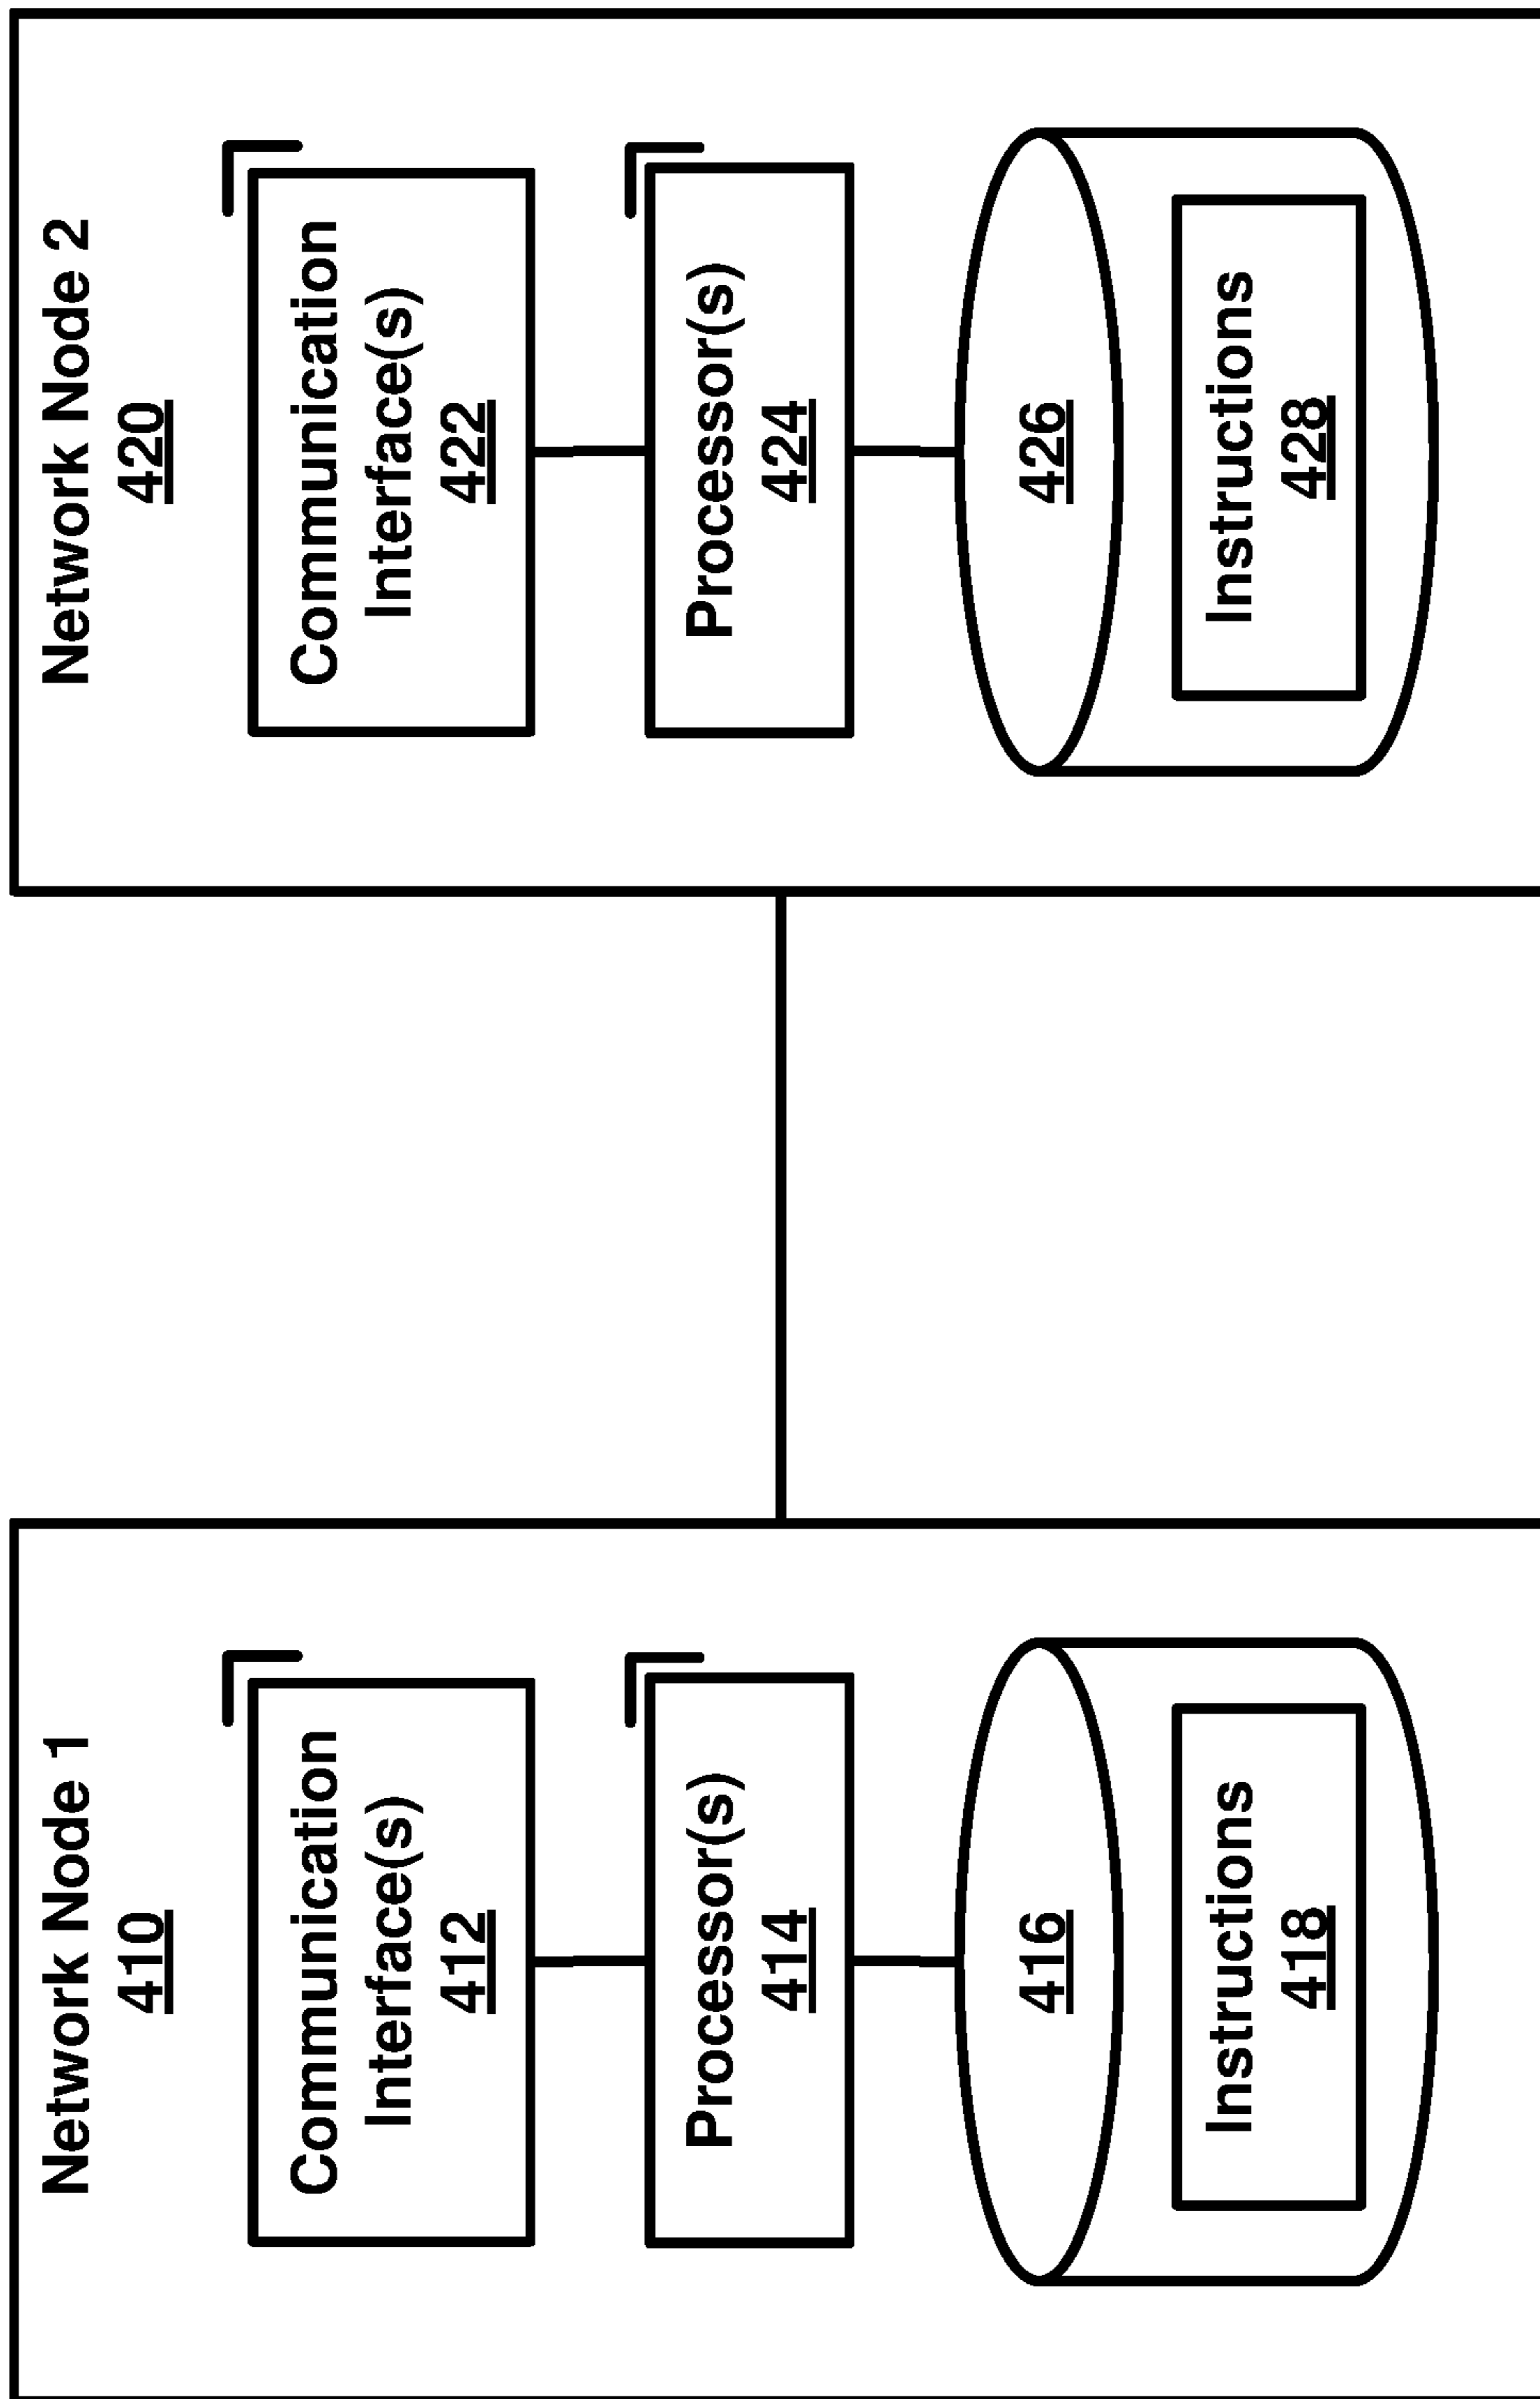 Network Node 1
410
Communication
Interface(s)
412
Processor(s)
414
416
Instructions
418
Network Node 2
420
Communication
Interface(s)
422
Processor(s)
424
426
Instructions
428